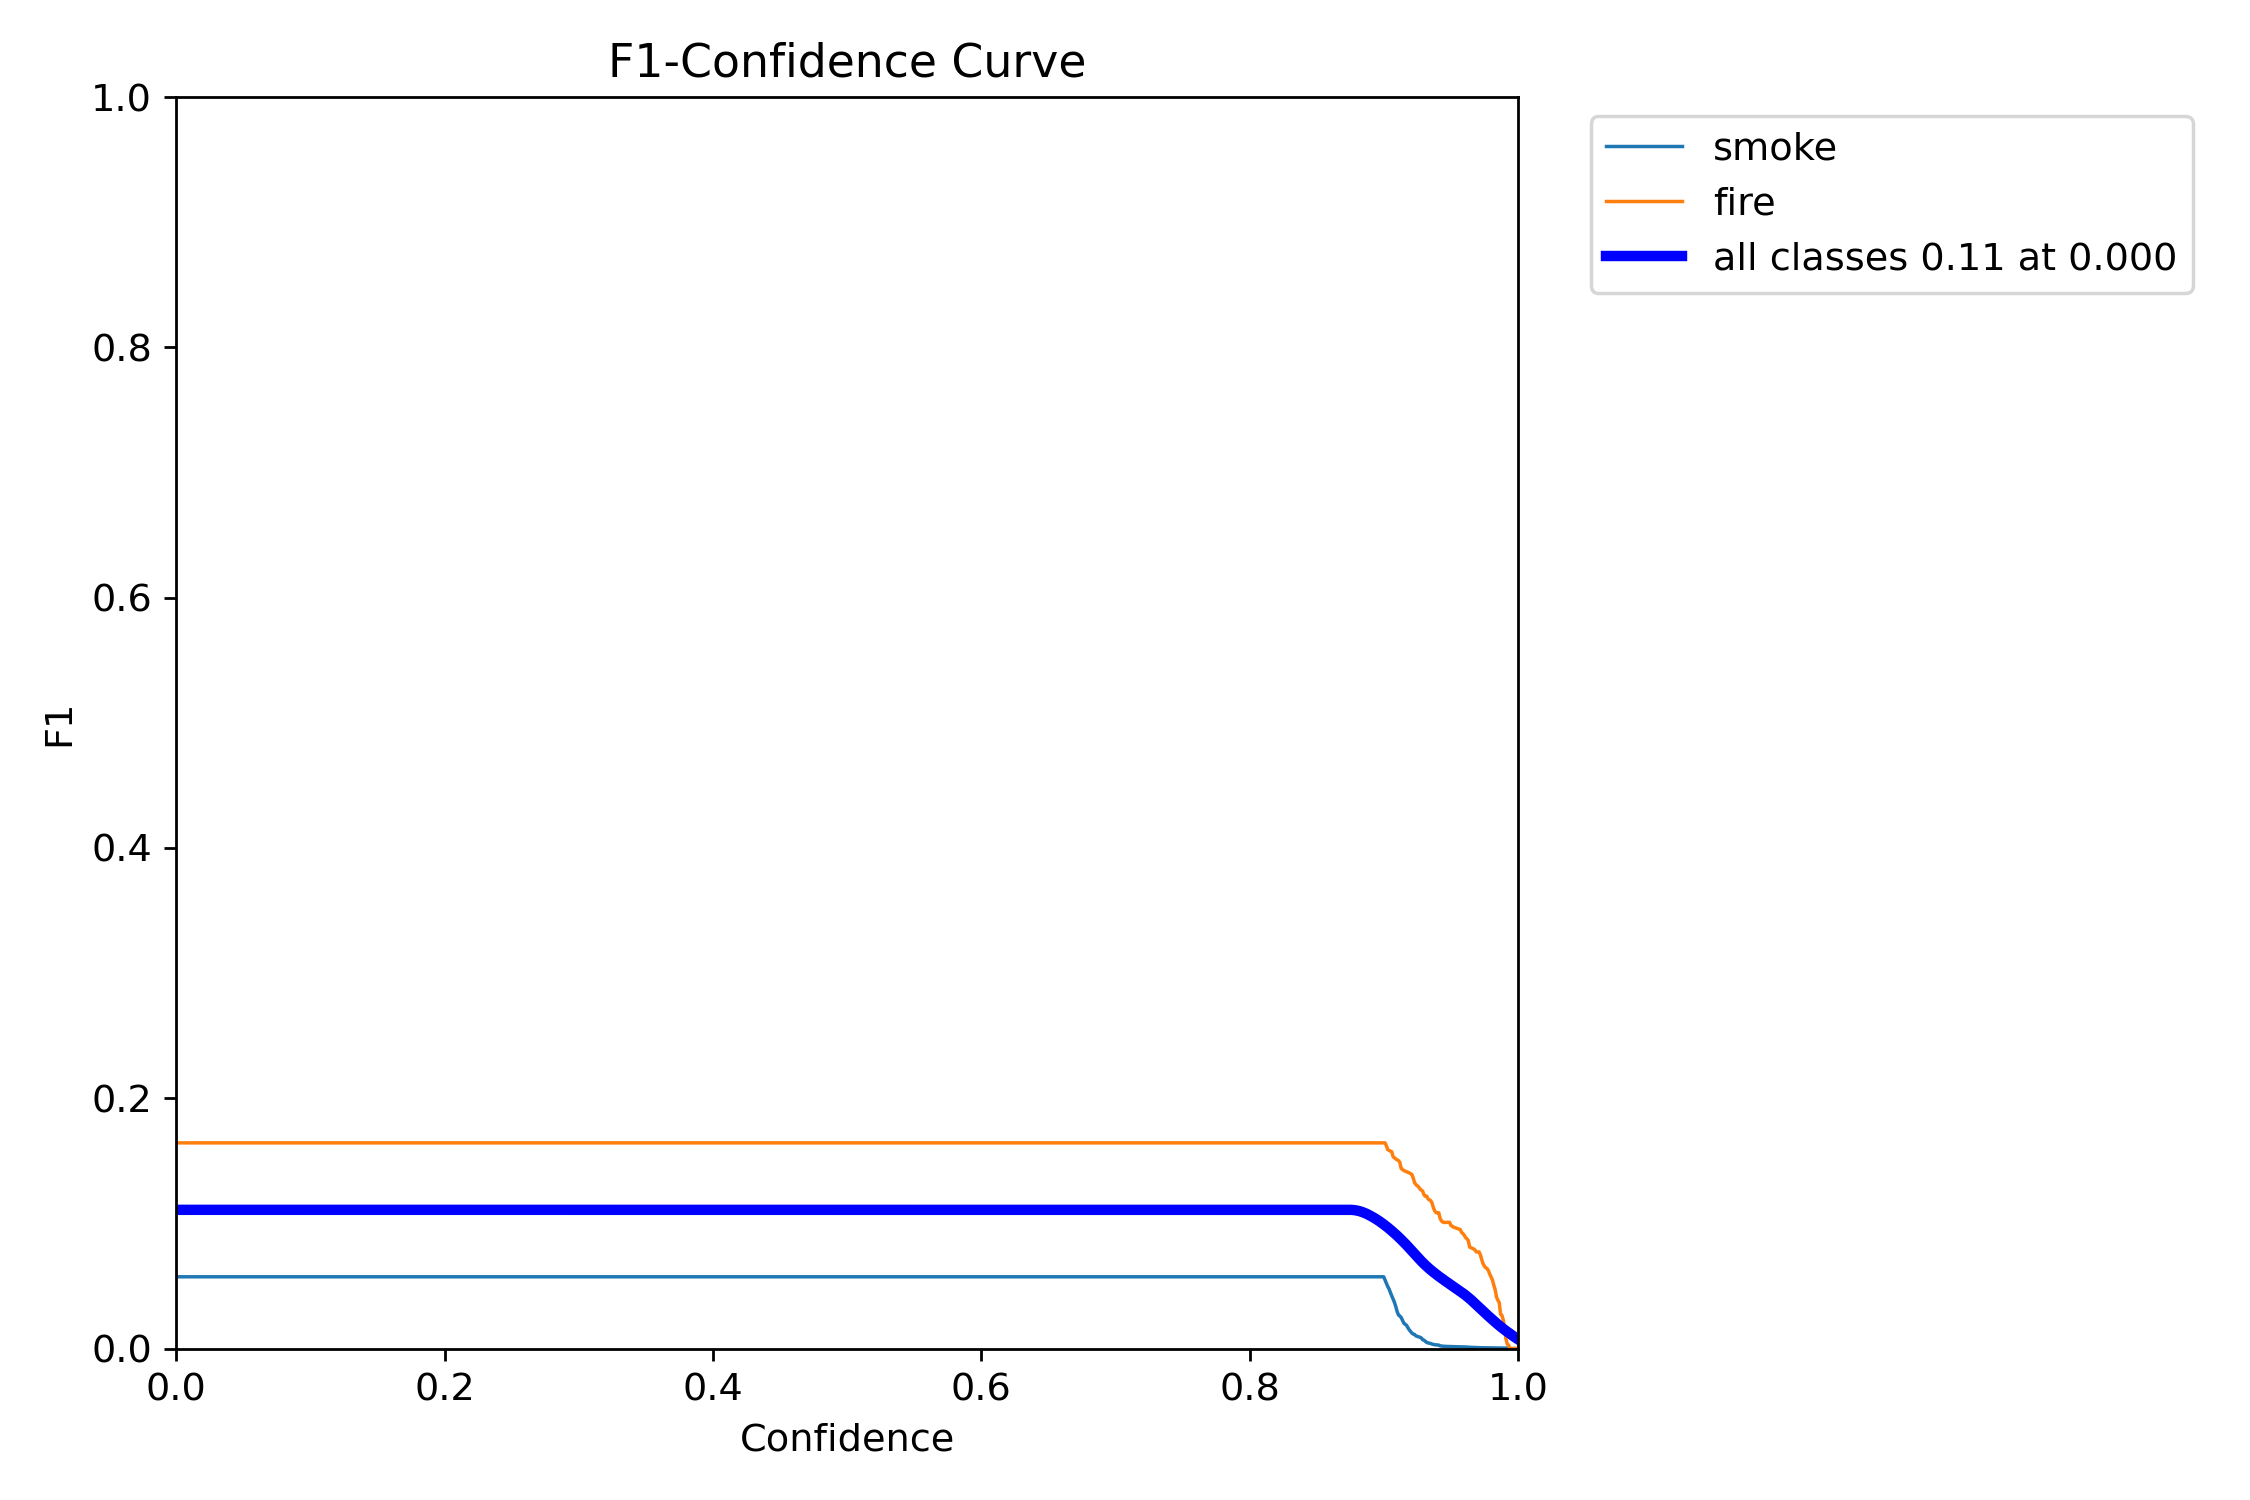 F1-Confidence Curve
1.0
0.8
0.6
0.4
0.2
0.0
F1
0.0 0.2 0.4 0.6 0.8 1.0
Confidence
smoke
fire
all classes 0.11 at 0.000